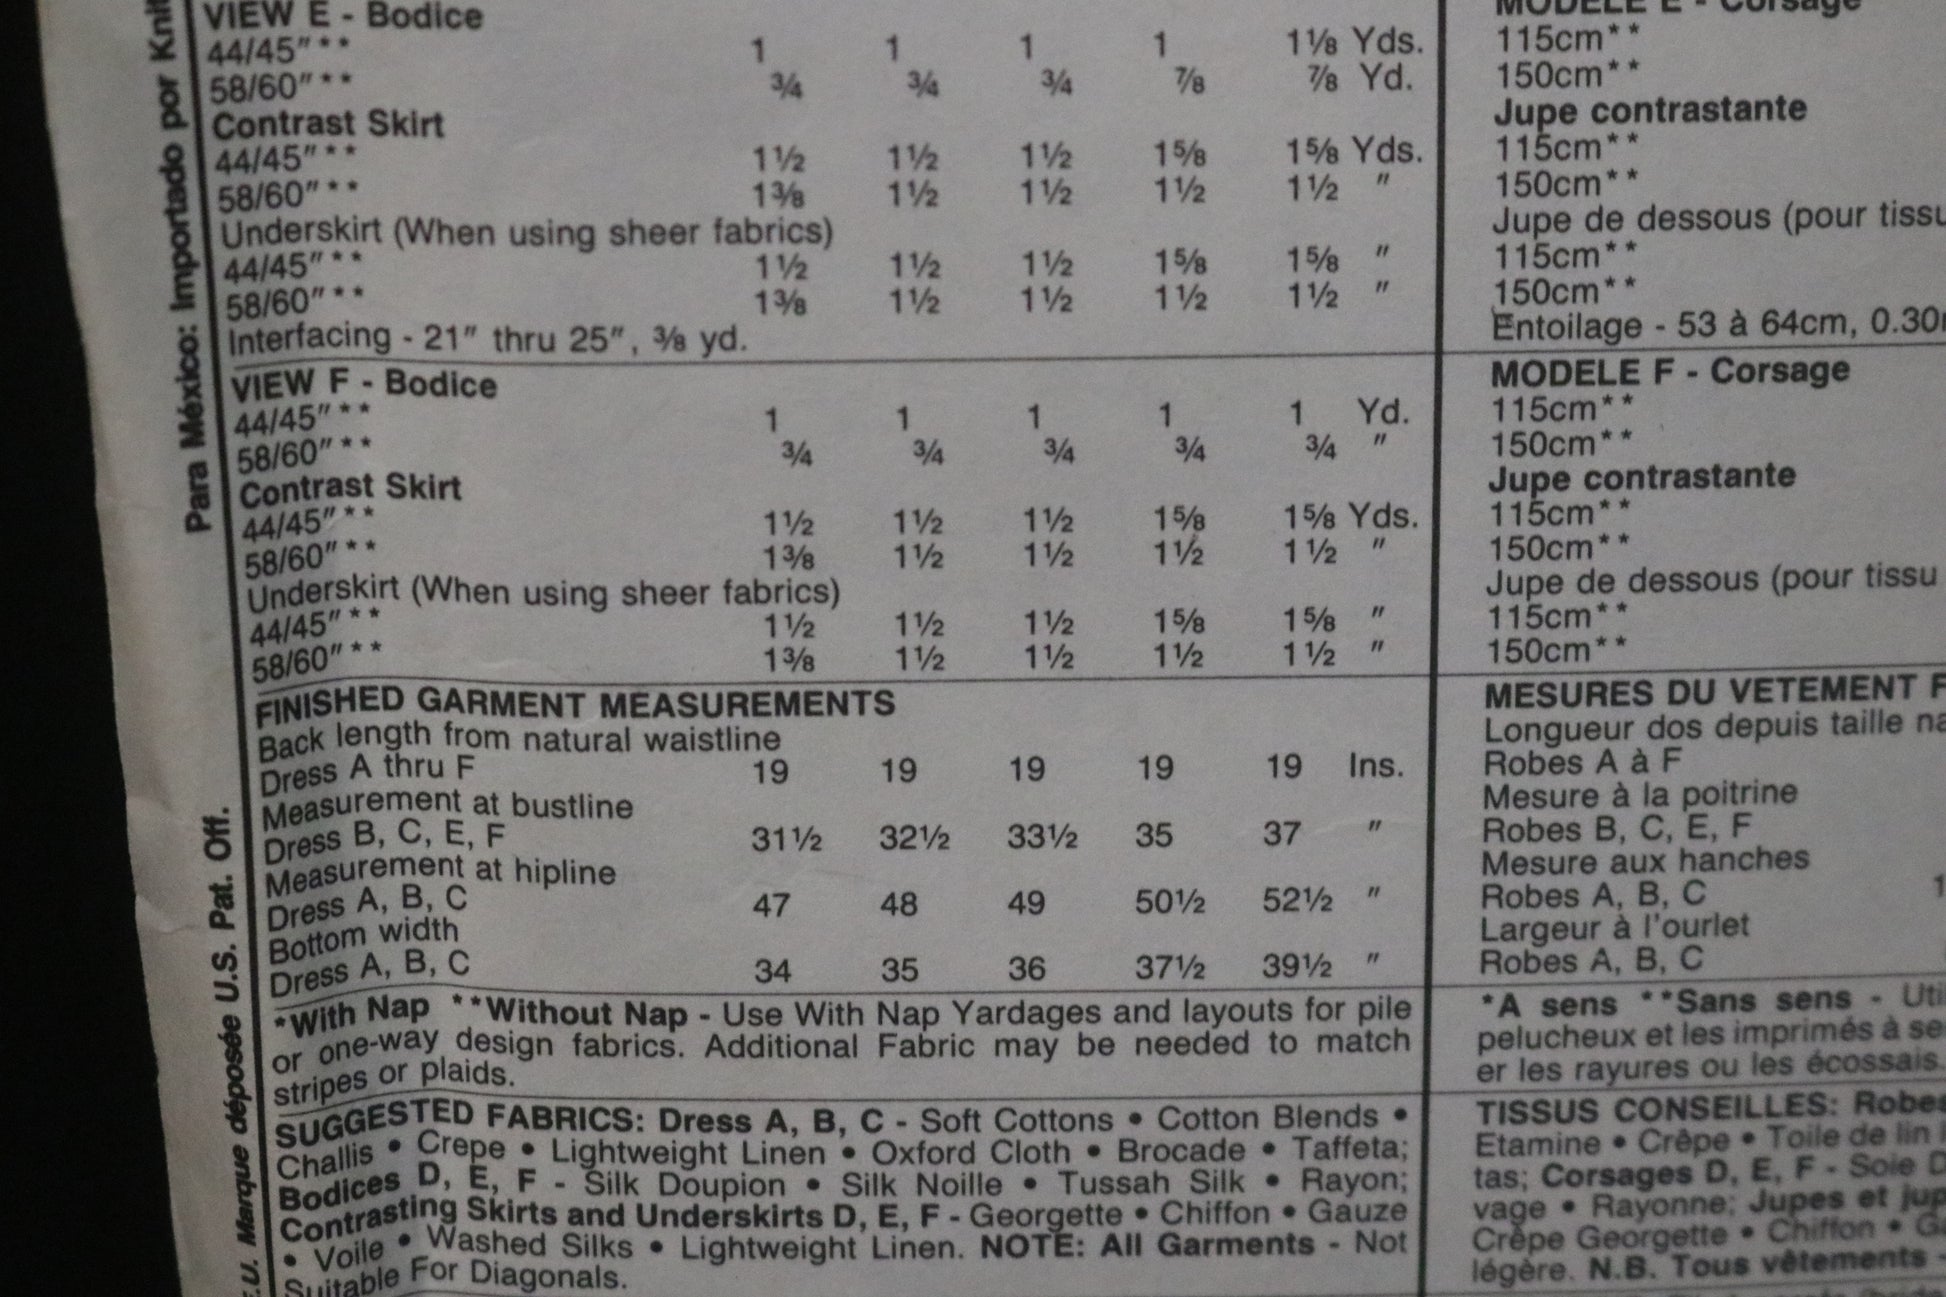 VIEW E - Bodice
44/45″** 1 1 1 1 1⅛ Yds.
58/60″** ¾ ¾ ¾ ⅞ ⅞ Yd.
Contrast Skirt
44/45″** 1½ 1½ 1½ 1⅝ 1⅝ Yds.
58/60″** 1⅜ 1½ 1½ 1½ 1½ ″
Underskirt (When using sheer fabrics)
44/45″** 1½ 1½ 1½ 1⅝ 1⅝ ″
58/60″** 1⅜ 1½ 1½ 1½ 1½ ″
Interfacing - 21″ thru 25″, ⅜ yd.
VIEW F - Bodice
44/45″** 1 1 1 1 1 Yd.
58/60″** ¾ ¾ ¾ ¾ ¾ ″
Contrast Skirt
44/45″** 1½ 1½ 1½ 1⅝ 1⅝ Yds.
58/60″** 1⅜ 1½ 1½ 1½ 1½ ″
Underskirt (When using sheer fabrics)
44/45″** 1½ 1½ 1½ 1⅝ 1⅝ ″
58/60″** 1⅜ 1½ 1½ 1½ 1½ ″
FINISHED GARMENT MEASUREMENTS
Back length from natural waistline
Dress A thru F 19 19 19 19 19 Ins.
Measurement at bustline
Dress B, C, E, F 31½ 32½ 33½ 35 37 ″
Measurement at hipline
Dress A, B, C 47 48 49 50½ 52½ ″
Bottom width
Dress A, B, C 34 35 36 37½ 39½ ″
*With Nap **Without Nap - Use With Nap Yardages and layouts for pile
or one-way design fabrics. Additional Fabric may be needed to match
stripes or plaids.
SUGGESTED FABRICS: Dress A, B, C - Soft Cottons • Cotton Blends •
Challis • Crepe • Lightweight Linen • Oxford Cloth • Brocade • Taffeta;
Bodices D, E, F - Silk Doupion • Silk Noille • Tussah Silk • Rayon;
Contrasting Skirts and Underskirts D, E, F - Georgette • Chiffon • Gauze
• Voile • Washed Silks • Lightweight Linen. NOTE: All Garments - Not
Suitable For Diagonals.
MODELE E - Corsage
115cm**
150cm**
Jupe contrastante
115cm**
150cm**
Jupe de dessous (pour tissu
115cm**
150cm**
Entoilage - 53 à 64cm, 0.30
MODELE F - Corsage
115cm**
150cm**
Jupe contrastante
115cm**
150cm**
Jupe de dessous (pour tissu
115cm**
150cm**
MESURES DU VETEMENT F
Longueur dos depuis taille na
Robes A à F
Mesure à la poitrine
Robes B, C, E, F
Mesure aux hanches
Robes A, B, C 1
Largeur à l'ourlet
Robes A, B, C
*A sens **Sans sens - Uti
pelucheux et les imprimés à se
er les rayures ou les écossais.
TISSUS CONSEILLES: Robes
Etamine • Crêpe • Toile de lin
tas; Corsages D, E, F - Soie D
vage • Rayonne; Jupes et jup
Crêpe Georgette • Chiffon • G
légère. N.B. Tous vêtements -
Para México: Importado por Knit
.U. Marque déposée U.S. Pat. Off.